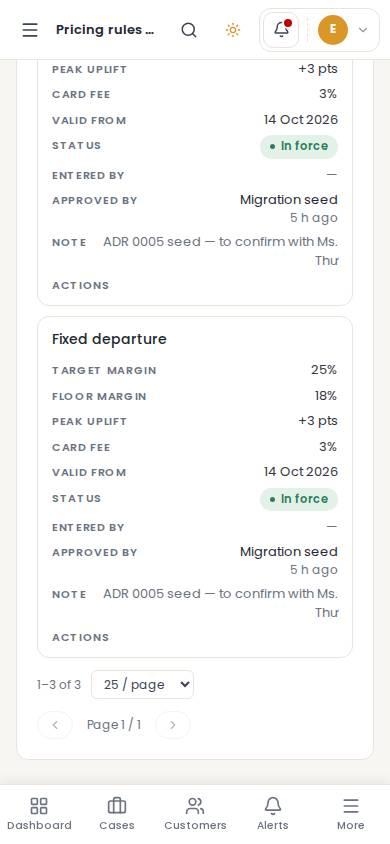 Pricing rules ...
E
PEAK UPLIFT +3 pts
CARD FEE 3%
VALID FROM 14 Oct 2026
STATUS In force
ENTERED BY —
APPROVED BY Migration seed
5 h ago
NOTE ADR 0005 seed — to confirm with Ms.
Thu
ACTIONS
Fixed departure
TARGET MARGIN 25%
FLOOR MARGIN 18%
PEAK UPLIFT +3 pts
CARD FEE 3%
VALID FROM 14 Oct 2026
STATUS In force
ENTERED BY —
APPROVED BY Migration seed
5 h ago
NOTE ADR 0005 seed — to confirm with Ms.
Thu
ACTIONS
1–3 of 3 25 / page
Page 1 / 1
Dashboard Cases Customers Alerts More